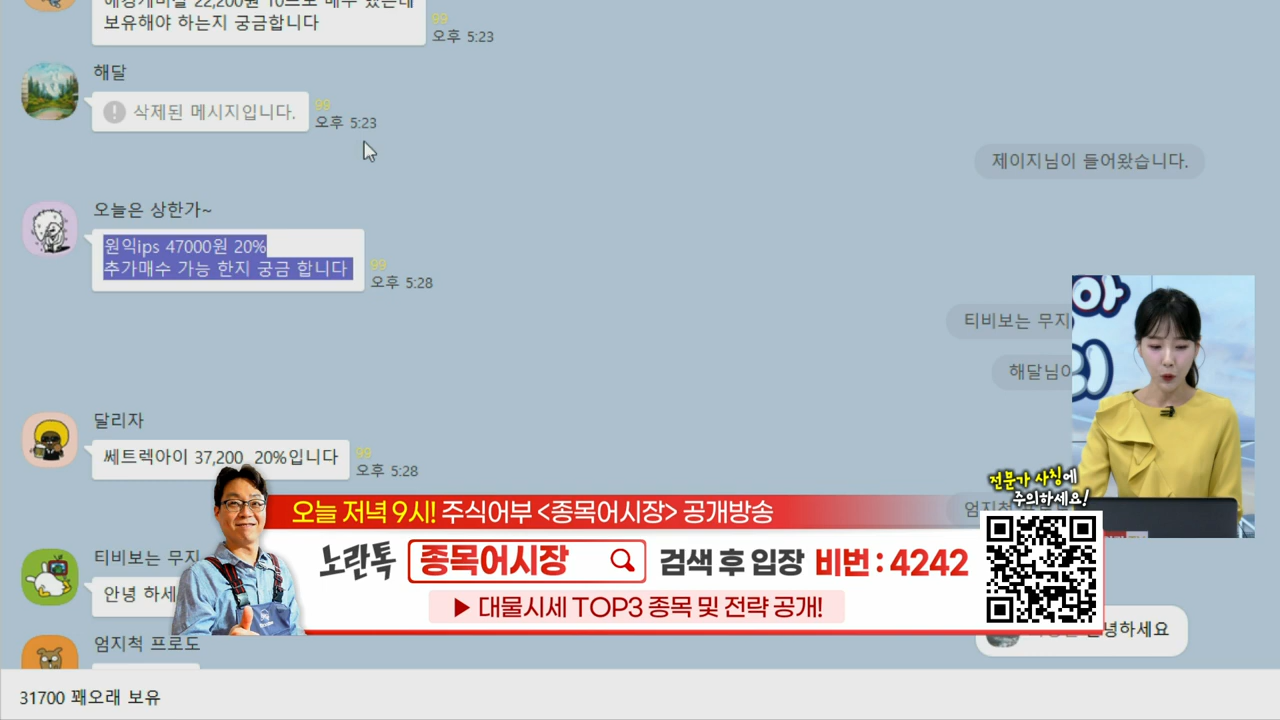 보유해야 하는지 궁금합니다
99
오후 5:23
해달
삭제된 메시지입니다.
99
오후 5:23
제이지님이 들어왔습니다.
오늘은 상한가~
원익ips 47000원 20%
추가매수 가능 한지 궁금 합니다
99
오후 5:28
티비보는 무지
해달님이
달리자
쎄트렉아이 37,200 20%입니다
99
오후 5:28
전문가 사칭에
주의하세요!
오늘 저녁 9시! 주식어부 <종목어시장> 공개방송
노란톡 종목어시장 검색 후 입장 비번 : 4242
▶ 대물시세 TOP3 종목 및 전략 공개!
티비보는 무지
안녕 하세
엄지척 프로도
안녕하세요
31700 꽤오래 보유